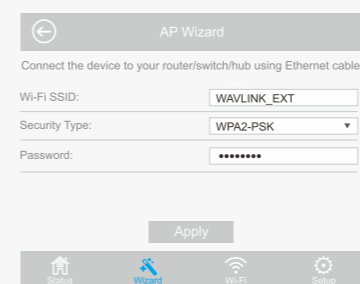 AP Wizard
Connect the device to your router/switch/hub using Ethernet cable
Wi-Fi SSID: WAVLINK_EXT
Security Type: WPA2-PSK
Password: ••••••••
Apply
Status Wizard Wi-Fi Setup